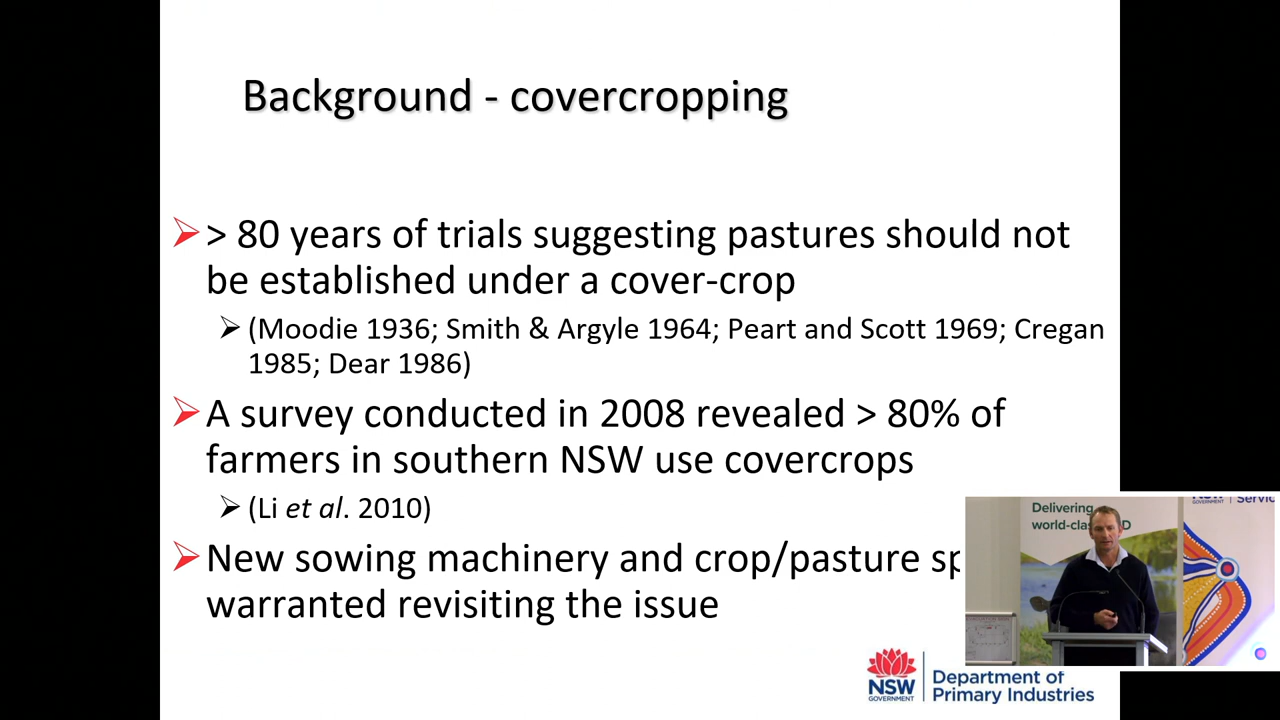 Background - covercropping
> 80 years of trials suggesting pastures should not
be established under a cover-crop
(Moodie 1936; Smith & Argyle 1964; Peart and Scott 1969; Cregan
1985; Dear 1986)
A survey conducted in 2008 revealed > 80% of
farmers in southern NSW use covercrops
(Li et al. 2010)
New sowing machinery and crop/pasture
warranted revisiting the issue
Delivering
NSW
GOVERNMENT
NSW
GOVERNMENT
Department of
Primary Industries